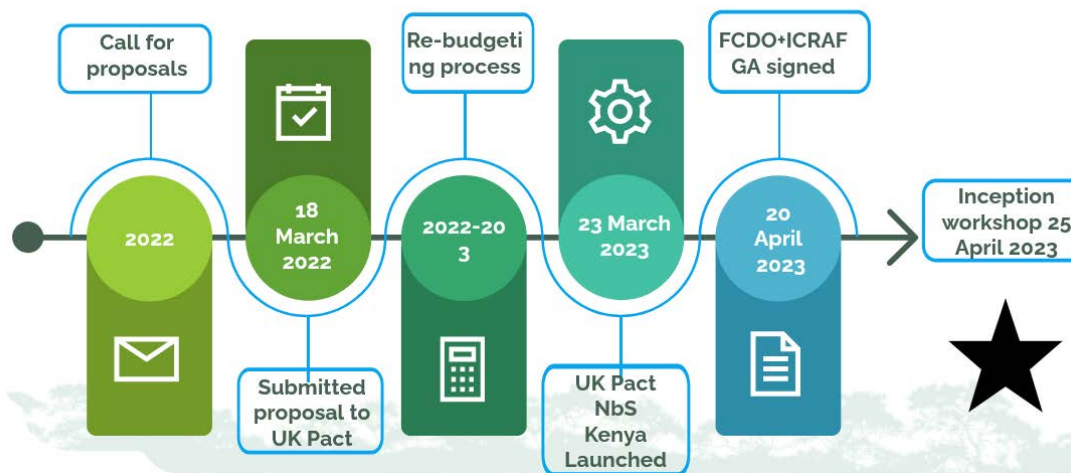 Call for
proposals
2022
18
March
2022
Submitted
proposal to
UK Pact
Re-budgeti
ng process
2022-20
3
23 March
2023
UK Pact
NbS
Kenya
Launched
FCDO+ICRAF
GA signed
20
April
2023
Inception
workshop 25
April 2023